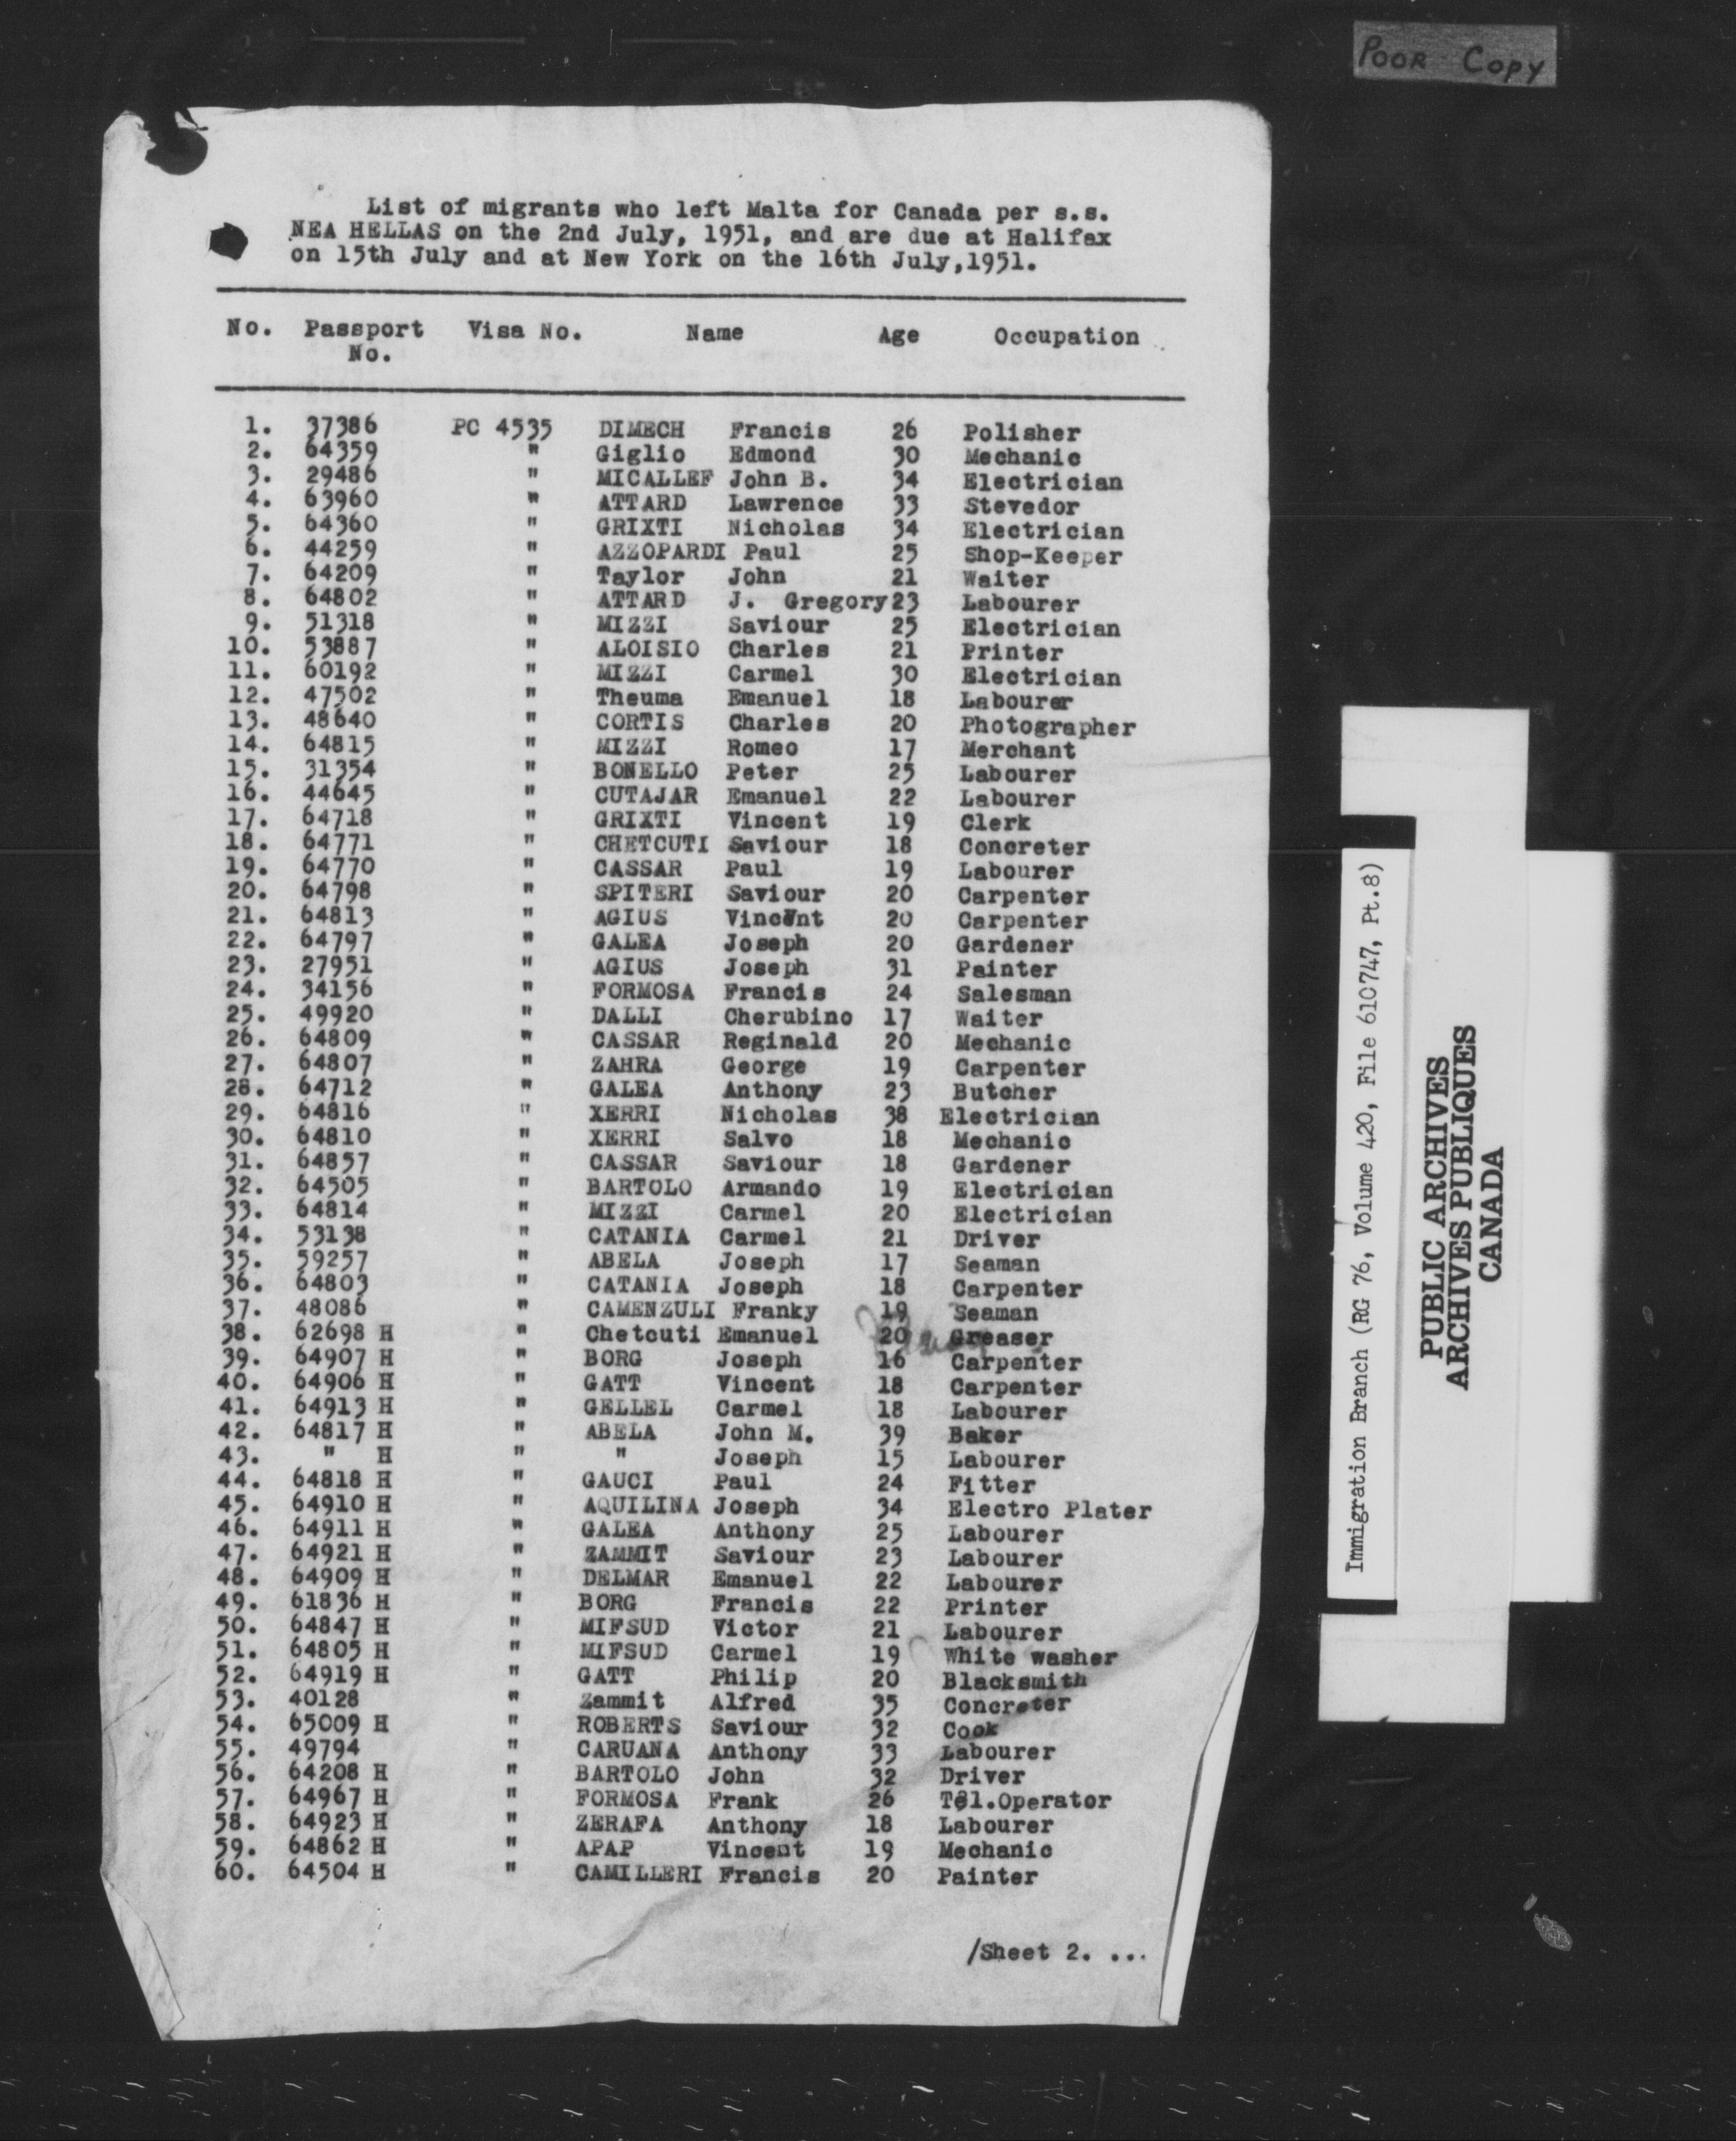 POOR COPY
List of migrants who left Malta for Canada per s.s.
NEA HELLAS on the 2nd July, 1951, and are due at Halifax
on 15th July and at New York on the 16th July,1951.
No. Passport No. Visa No. Name Age Occupation
1. 37386 PC 4535 DIMECH Francis 26 Polisher
2. 64359 " Giglio Edmond 30 Mechanic
3. 29486 " MICALLEF John B. 34 Electrician
4. 63960 " ATTARD Lawrence 33 Stevedor
5. 64360 " GRIXTI Nicholas 34 Electrician
6. 44259 " AZZOPARDI Paul 25 Shop-Keeper
7. 64209 " Taylor John 21 Waiter
8. 64802 " ATTARD J. Gregory 23 Labourer
9. 51318 " MIZZI Saviour 25 Electrician
10. 53887 " ALOISIO Charles 21 Printer
11. 60192 " MIZZI Carmel 30 Electrician
12. 47502 " Theuma Emanuel 18 Labourer
13. 48640 " CORTIS Charles 20 Photographer
14. 64815 " MIZZI Romeo 17 Merchant
15. 31354 " BONELLO Peter 25 Labourer
16. 44645 " CUTAJAR Emanuel 22 Labourer
17. 64718 " GRIXTI Vincent 19 Clerk
18. 64771 " CHETCUTI Saviour 18 Concreter
19. 64770 " CASSAR Paul 19 Labourer
20. 64798 " SPITERI Saviour 20 Carpenter
21. 64813 " AGIUS Vincent 20 Carpenter
22. 64797 " GALEA Joseph 20 Gardener
23. 27951 " AGIUS Joseph 31 Painter
24. 34156 " FORMOSA Francis 24 Salesman
25. 49920 " DALLI Cherubino 17 Waiter
26. 64809 " CASSAR Reginald 20 Mechanic
27. 64807 " ZAHRA George 19 Carpenter
28. 64712 " GALEA Anthony 23 Butcher
29. 64816 " XERRI Nicholas 38 Electrician
30. 64810 " XERRI Salvo 18 Mechanic
31. 64857 " CASSAR Saviour 18 Gardener
32. 64505 " BARTOLO Armando 19 Electrician
33. 64814 " MIZZI Carmel 20 Electrician
34. 53138 " CATANIA Carmel 21 Driver
35. 59257 " ABELA Joseph 17 Seaman
36. 64803 " CATANIA Joseph 18 Carpenter
37. 48086 " CAMENZULI Franky 19 Seaman
38. 62698 H " Chetcuti Emanuel 20 Greaser
39. 64907 H " BORG Joseph 16 Carpenter
40. 64906 H " GATT Vincent 18 Carpenter
41. 64913 H " GELLEL Carmel 18 Labourer
42. 64817 H " ABELA John M. 39 Baker
43. " H " " Joseph 15 Labourer
44. 64818 H " GAUCI Paul 24 Fitter
45. 64910 H " AQUILINA Joseph 34 Electro Plater
46. 64911 H " GALEA Anthony 25 Labourer
47. 64921 H " ZAMMIT Saviour 23 Labourer
48. 64909 H " DELMAR Emanuel 22 Labourer
49. 61836 H " BORG Francis 22 Printer
50. 64847 H " MIFSUD Victor 21 Labourer
51. 64805 H " MIFSUD Carmel 19 White washer
52. 64919 H " GATT Philip 20 Blacksmith
53. 40128 " Zammit Alfred 35 Concreter
54. 65009 H " ROBERTS Saviour 32 Cook
55. 49794 " CARUANA Anthony 33 Labourer
56. 64208 H " BARTOLO John 32 Driver
57. 64967 H " FORMOSA Frank 26 Tel.Operator
58. 64923 H " ZERAFA Anthony 18 Labourer
59. 64862 H " APAP Vincent 19 Mechanic
60. 64504 H " CAMILLERI Francis 20 Painter
/Sheet 2. ...
Immigration Branch (RG 76, Volume 420, File 610747, Pt.8)
PUBLIC ARCHIVES
ARCHIVES PUBLIQUES
CANADA